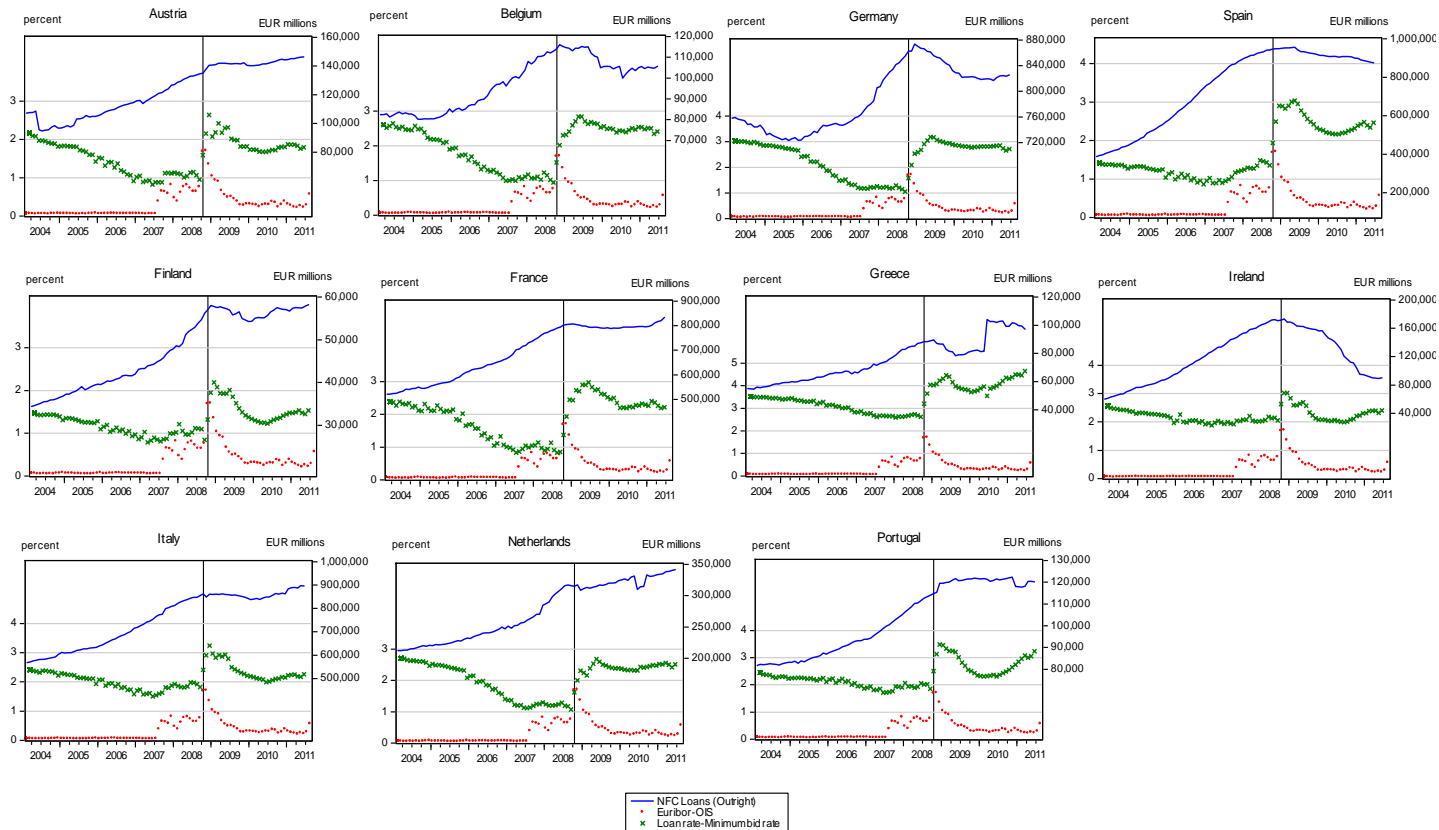 Austria
percent
EUR millions
160,000
140,000
120,000
100,000
80,000
3
2
1
0
2004 2005 2006 2007 2008 2009 2010 2011
Belgium
percent
EUR millions
120,000
110,000
100,000
90,000
80,000
70,000
3
2
1
0
2004 2005 2006 2007 2008 2009 2010 2011
Germany
percent
EUR millions
880,000
840,000
800,000
760,000
720,000
4
3
2
1
0
2004 2005 2006 2007 2008 2009 2010 2011
Spain
percent
EUR millions
1,000,000
800,000
600,000
400,000
200,000
4
3
2
1
0
2004 2005 2006 2007 2008 2009 2010 2011
Finland
percent
EUR millions
60,000
50,000
40,000
30,000
3
2
1
0
2004 2005 2006 2007 2008 2009 2010 2011
France
percent
EUR millions
900,000
800,000
700,000
600,000
500,000
3
2
1
0
2004 2005 2006 2007 2008 2009 2010 2011
Greece
percent
EUR millions
120,000
100,000
80,000
60,000
40,000
5
4
3
2
1
0
2004 2005 2006 2007 2008 2009 2010 2011
Ireland
percent
EUR millions
200,000
160,000
120,000
80,000
40,000
4
3
2
1
0
2004 2005 2006 2007 2008 2009 2010 2011
Italy
percent
EUR millions
1,000,000
900,000
800,000
700,000
600,000
500,000
4
3
2
1
0
2004 2005 2006 2007 2008 2009 2010 2011
Netherlands
percent
EUR millions
350,000
300,000
250,000
200,000
3
2
1
0
2004 2005 2006 2007 2008 2009 2010 2011
Portugal
percent
EUR millions
130,000
120,000
110,000
100,000
90,000
80,000
4
3
2
1
0
2004 2005 2006 2007 2008 2009 2010 2011
NFC Loans (Outright)
Euribor-OIS
Loan rate-Minimum bid rate